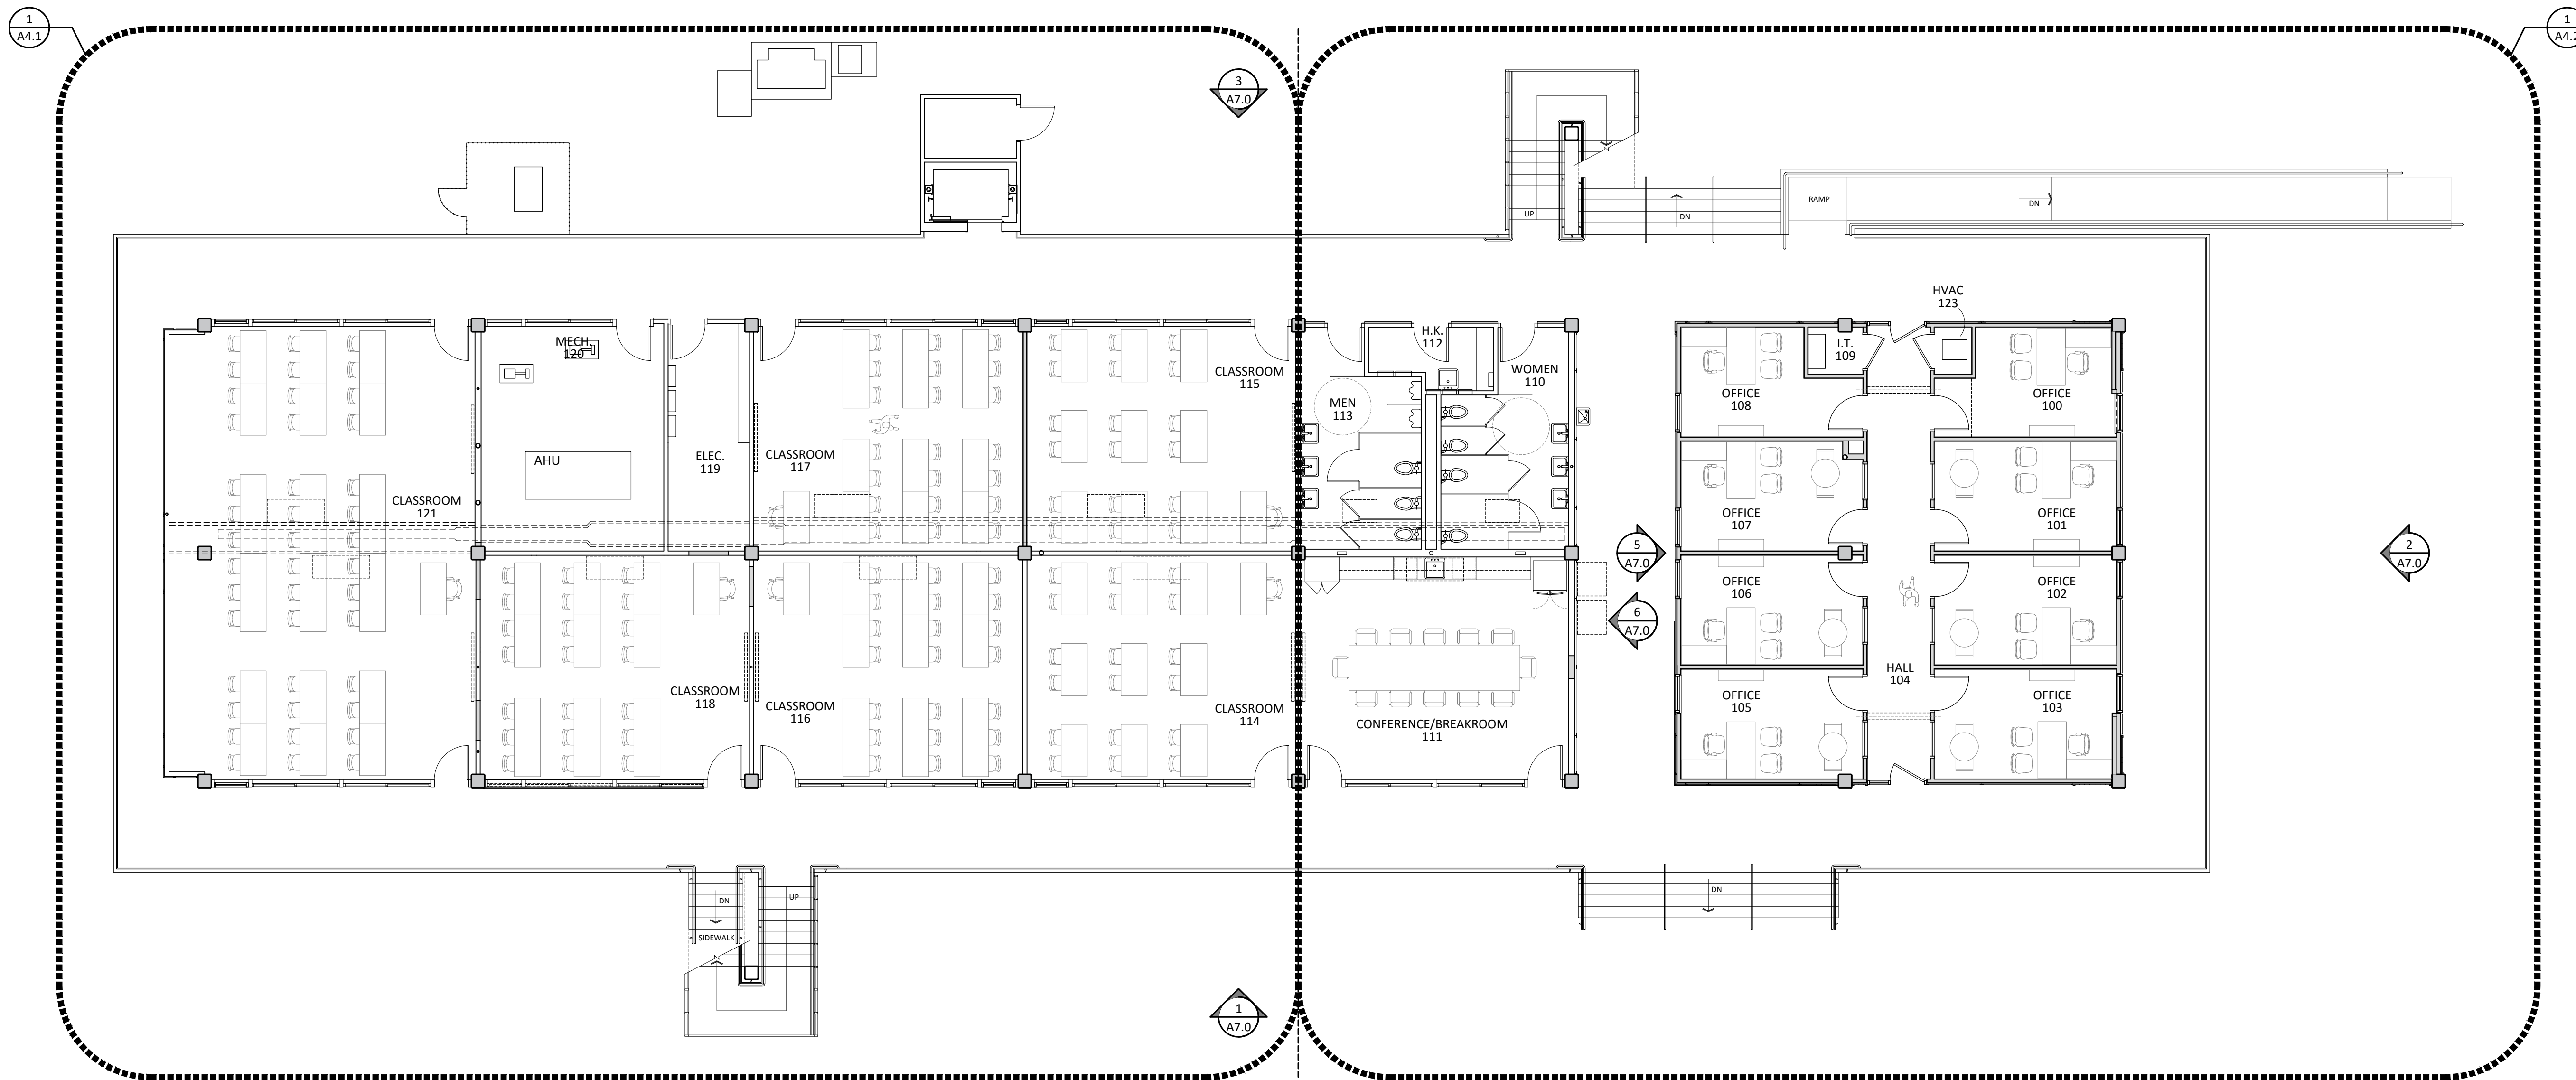 1
A4.1
1
A4.2
3
A7.0
UP
DN
RAMP
DN
HVAC
123
MECH.
120
CLASSROOM
115
H.K.
112
WOMEN
110
I.T.
109
MEN
113
OFFICE
108
OFFICE
100
AHU
ELEC.
119
CLASSROOM
117
CLASSROOM
121
OFFICE
107
OFFICE
101
5
A7.0
2
A7.0
OFFICE
106
OFFICE
102
6
A7.0
HALL
104
CLASSROOM
118
CLASSROOM
116
CLASSROOM
114
CONFERENCE/BREAKROOM
111
OFFICE
105
OFFICE
103
DN
UP
DN
SIDEWALK
1
A7.0